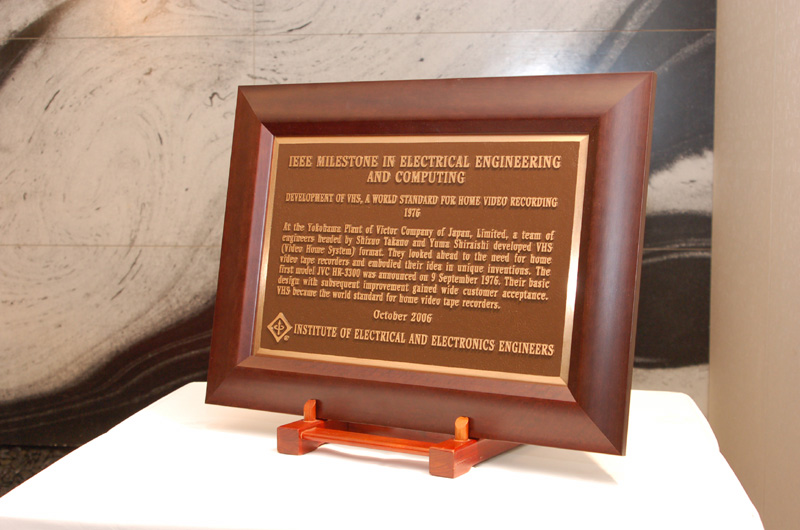 IEEE MILESTONE IN ELECTRICAL ENGINEERING
AND COMPUTING
DEVELOPMENT OF VHS, A WORLD STANDARD FOR HOME VIDEO RECORDING
1976
At the Yokohama Plant of Victor Company of Japan, Limited, a team of
engineers headed by Shizuo Takano and Yuma Shiraishi developed VHS
(Video Home System) format. They looked ahead to the need for home
video tape recorders and embodied their idea in unique inventions. The
first model JVC HR-3300 was announced on 9 September 1976. Their basic
design with subsequent improvement gained wide customer acceptance.
VHS became the world standard for home video tape recorders.
October 2006
INSTITUTE OF ELECTRICAL AND ELECTRONICS ENGINEERS